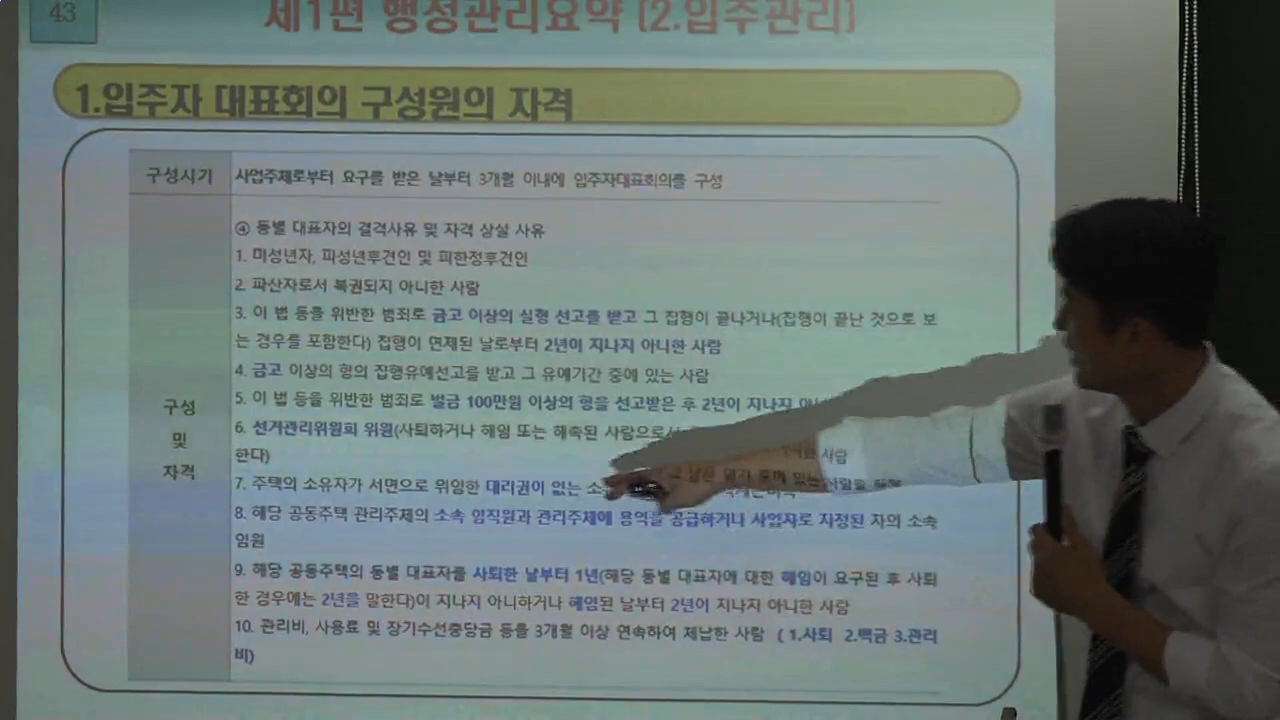 43
제1편 행정관리요약 (2.입주관리)
1.입주자 대표회의 구성원의 자격
구성시기
사업주체로부터 요구를 받은 날부터 3개월 이내에 입주자대표회의를 구성
구성
및
자격
④ 동별 대표자의 결격사유 및 자격 상실 사유
1. 미성년자, 피성년후견인 및 피한정후견인
2. 파산자로서 복권되지 아니한 사람
3. 이 법 등을 위반한 범죄로 금고 이상의 실형 선고를 받고 그 집행이 끝나거나(집행이 끝난 것으로 보
는 경우를 포함한다) 집행이 면제된 날로부터 2년이 지나지 아니한 사람
4. 금고 이상의 형의 집행유예선고를 받고 그 유예기간 중에 있는 사람
5. 이 법 등을 위반한 범죄로 벌금 100만원 이상의 형을 선고받은 후 2년이 지나지
6. 선거관리위원회 위원(사퇴하거나 해임 또는 해촉된 사람으로서
한다)
7. 주택의 소유자가 서면으로 위임한 대리권이 없는
8. 해당 공동주택 관리주체의 소속 임직원과 관리주체에 용역을 공급하거나 사업자로 지정된 자의 소속
임원
9. 해당 공동주택의 동별 대표자를 사퇴한 날부터 1년(해당 동별 대표자에 대한 해임이 요구된 후 사퇴
한 경우에는 2년을 말한다)이 지나지 아니하거나 해임된 날부터 2년이 지나지 아니한 사람
10. 관리비, 사용료 및 장기수선충당금 등을 3개월 이상 연속하여 체납한 사람 ( 1.사퇴 2.백금 3.관리
비)